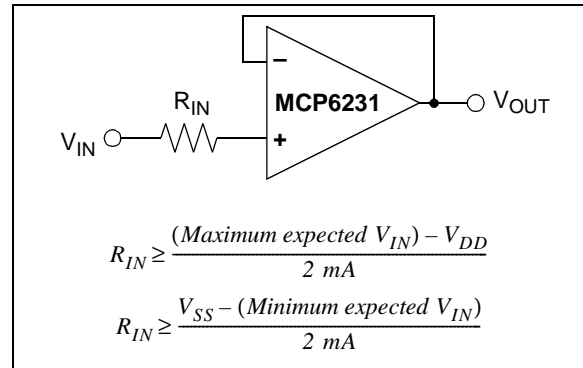 –
MCP6231
+
R_IN
V_IN
V_OUT
R_IN ≥ (Maximum expected V_IN) – V_DD
2 mA
R_IN ≥ V_SS – (Minimum expected V_IN)
2 mA